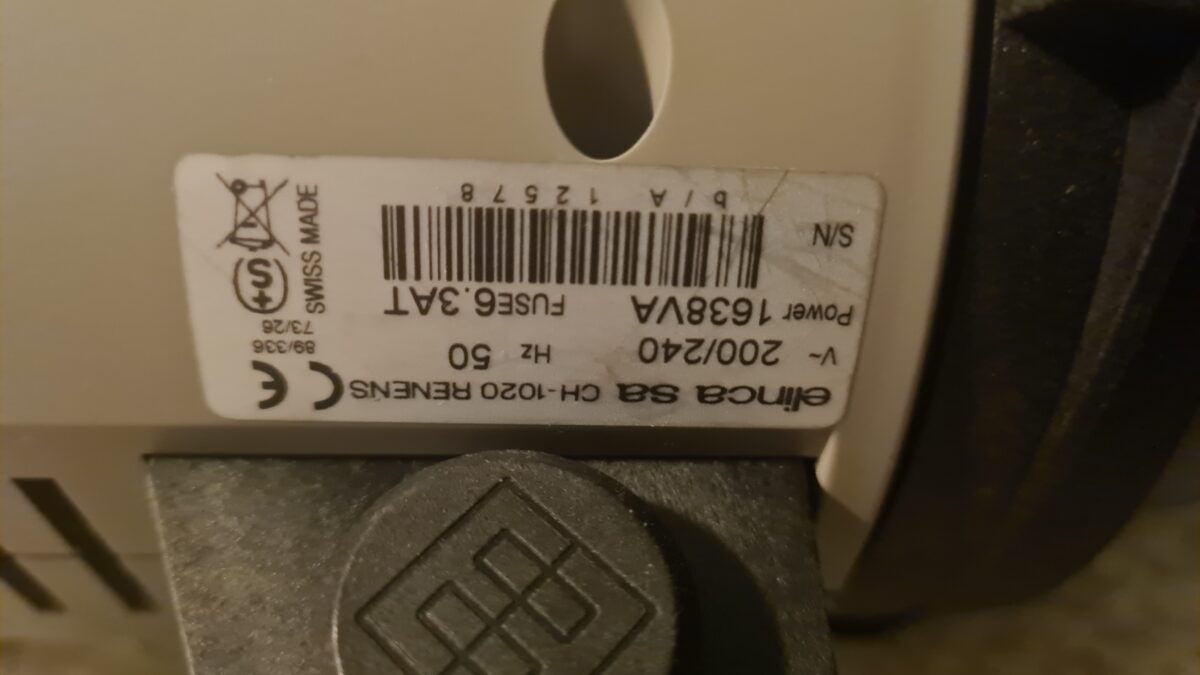 elinca sa CH-1020 RENENS
V~ 200/240 Hz 50
Power 1638VA FUSE6.3AT
S/N
b/A 12578
CE
89/336
73/26
+S
SWISS MADE